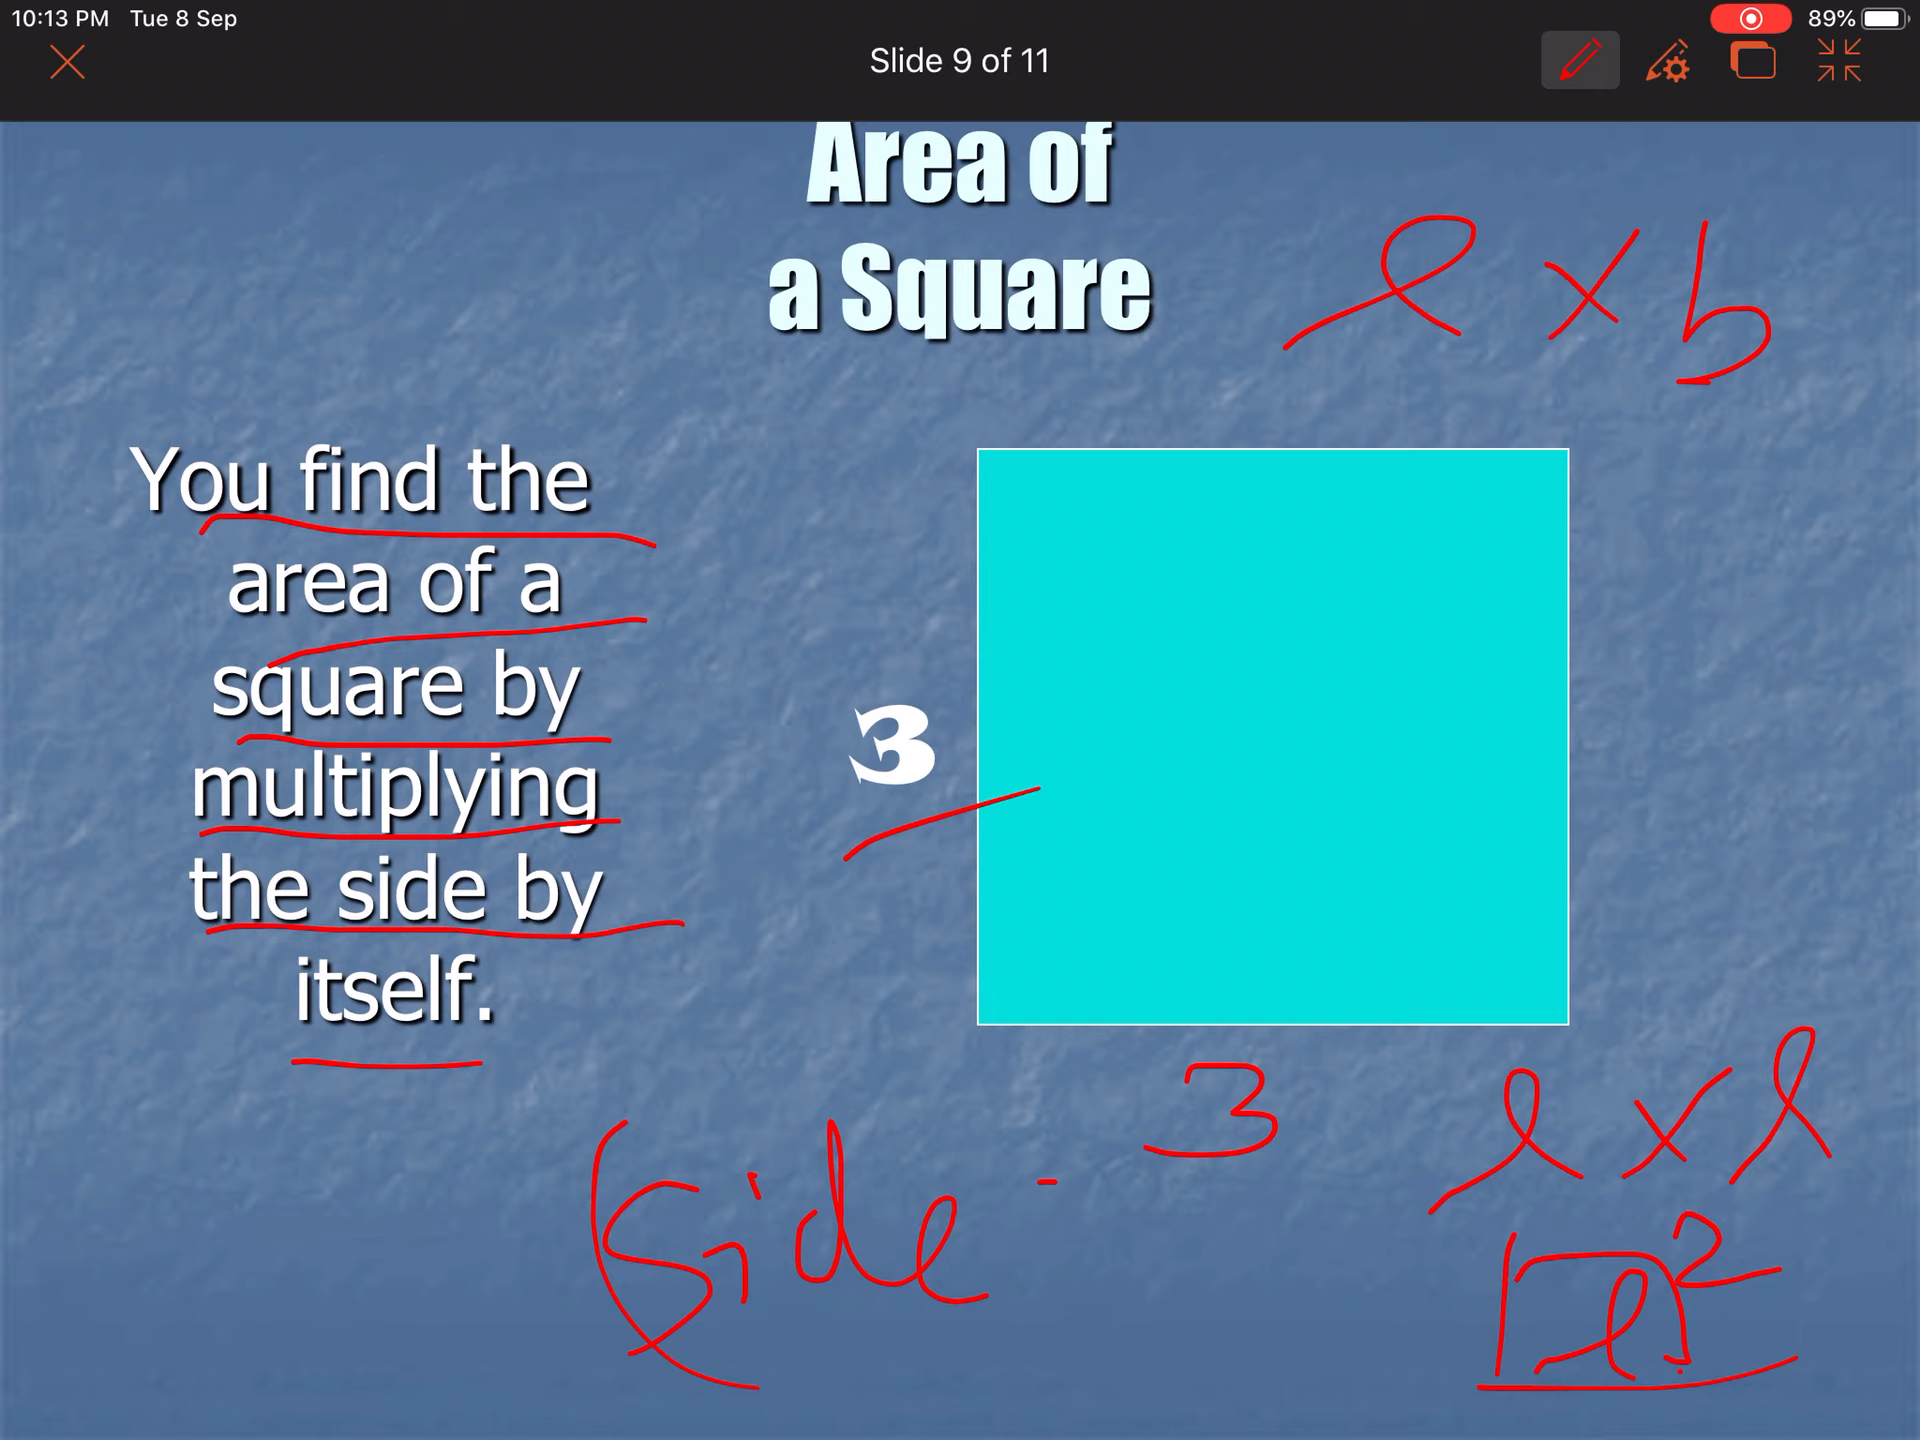 10:13 PM Tue 8 Sep
89%
Slide 9 of 11
Area of
a Square
l x b
You find the
area of a
square by
multiplying
the side by
itself.
3
3
l x l
(Side
l²